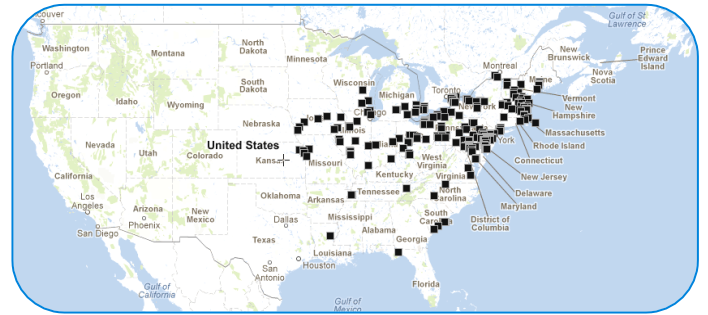 couver
Gulf of St
Lawrence
Washington
Montana
North
Dakota
Minnesota
Montreal
New
Brunswick
Prince
Edward
Island
Portland
Nova
Scotia
Oregon
Idaho
Wyoming
South
Dakota
Wisconsin
Michigan
Toronto
Maine
Vermont
New
Hampshire
Nebraska
Chicago
Illinois
York
Massachusetts
Rhode Island
Nevada
Utah
Colorado
United States
Kansas
Missouri
West
Virginia
Kentucky
Virginia
Connecticut
New Jersey
California
Delaware
Maryland
Los
Angeles
Arizona
Phoenix
New
Mexico
Oklahoma
Arkansas
Tennessee
North
Carolina
San Diego
Dallas
Mississippi
Alabama
South
Carolina
District of
Columbia
Texas
Georgia
Louisiana
Houston
San
Antonio
Gulf of
California
Florida
Gulf of
Mexico